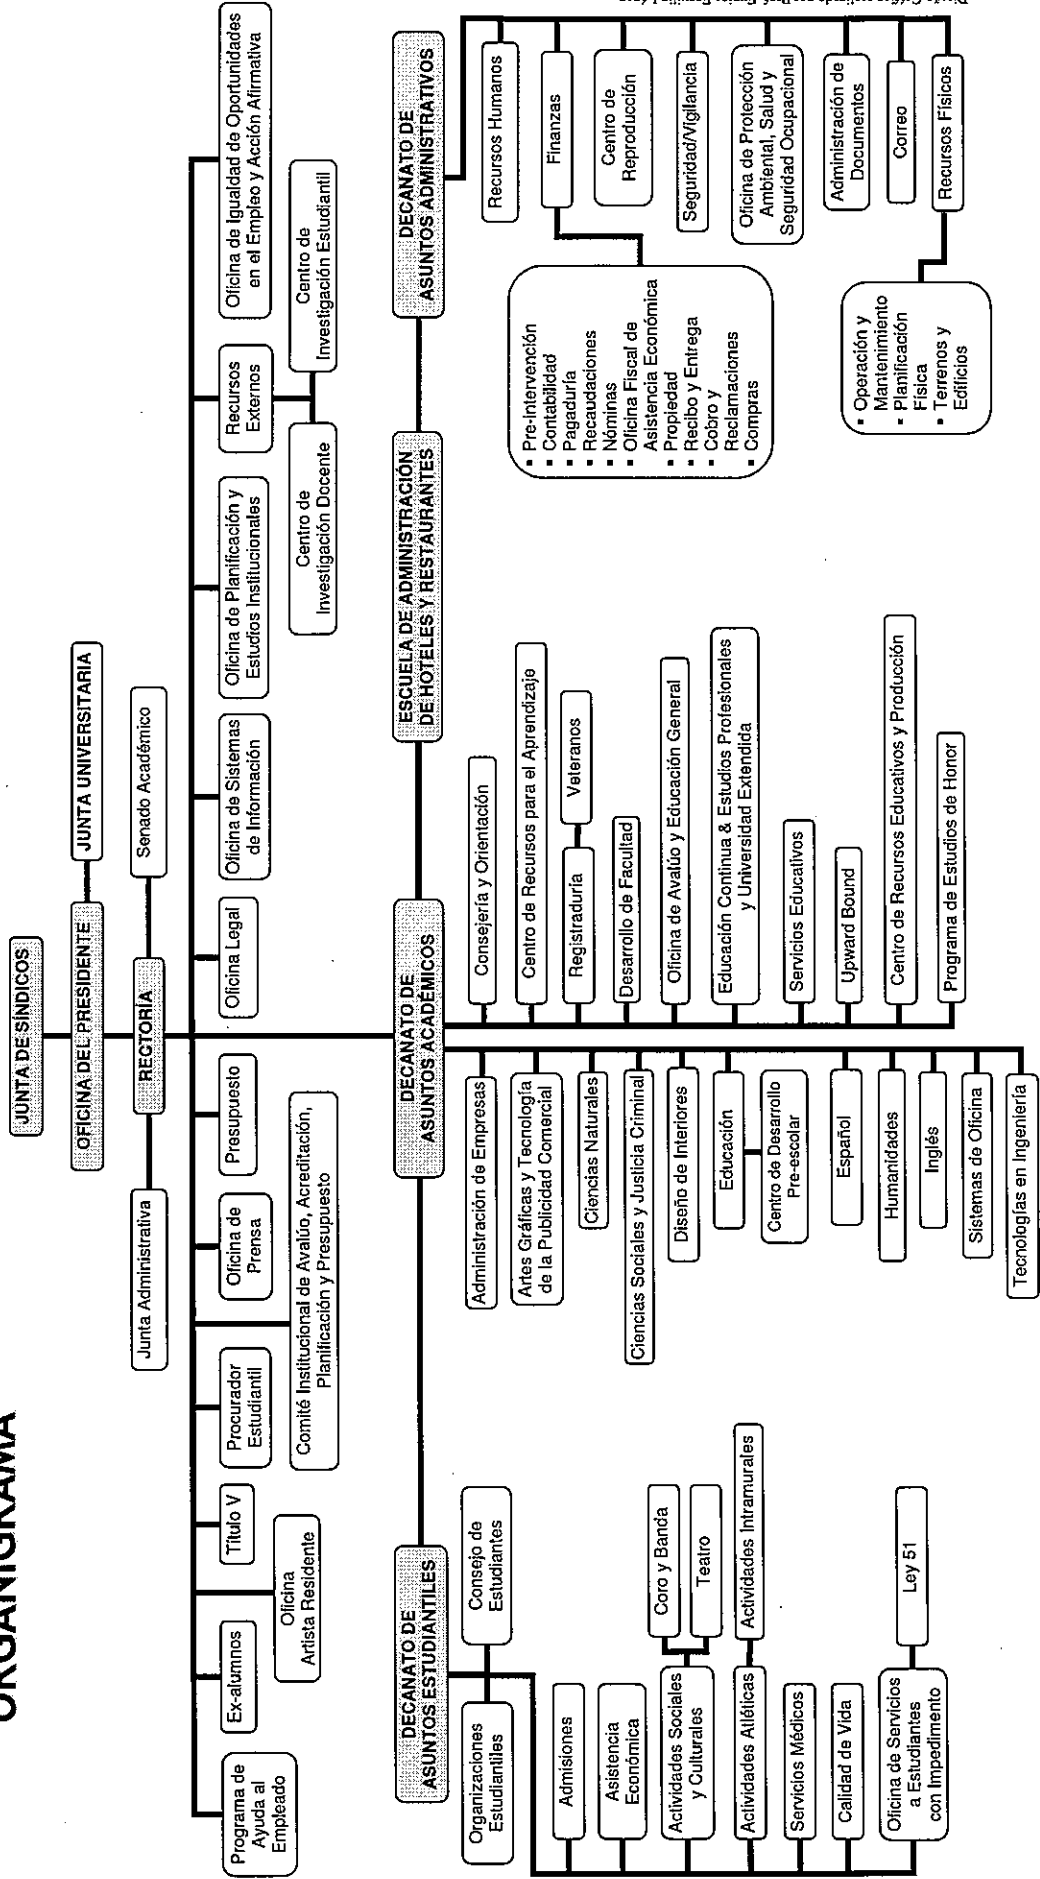 ORGANIGRAMA
JUNTA DE SÍNDICOS
OFICINA DEL PRESIDENTE
JUNTA UNIVERSITARIA
RECTORÍA
Junta Administrativa
Senado Académico
Programa de
Ayuda al
Empleado
Ex-alumnos
Oficina
Artista Residente
Título V
Procurador
Estudiantil
Comité Institucional de Avalúo, Acreditación,
Planificación y Presupuesto
Oficina de
Prensa
Presupuesto
Oficina Legal
Oficina de Sistemas
de Información
Oficina de Planificación y
Estudios Institucionales
Recursos
Externos
Centro de
Investigación Docente
Centro de
Investigación Estudiantil
Oficina de Igualdad de Oportunidades
en el Empleo y Acción Afirmativa
DECANATO DE
ASUNTOS ESTUDIANTILES
Organizaciones
Estudiantiles
Consejo de
Estudiantes
Admisiones
Asistencia
Económica
Actividades Sociales
y Culturales
Coro y Banda
Teatro
Actividades Atléticas
Actividades Intramurales
Servicios Médicos
Calidad de Vida
Oficina de Servicios
a Estudiantes
con Impedimento
Ley 51
DECANATO DE
ASUNTOS ACADÉMICOS
Administración de Empresas
Artes Gráficas y Tecnología
de la Publicidad Comercial
Ciencias Naturales
Ciencias Sociales y Justicia Criminal
Diseño de Interiores
Educación
Centro de Desarrollo
Pre-escolar
Español
Humanidades
Inglés
Sistemas de Oficina
Tecnologías en Ingeniería
Consejería y Orientación
Centro de Recursos para el Aprendizaje
Registraduría
Veteranos
Desarrollo de Facultad
Oficina de Avalúo y Educación General
Educación Continua & Estudios Profesionales
y Universidad Extendida
Servicios Educativos
Upward Bound
Centro de Recursos Educativos y Producción
Programa de Estudios de Honor
ESCUELA DE ADMINISTRACIÓN
DE HOTELES Y RESTAURANTES
DECANATO DE
ASUNTOS ADMINISTRATIVOS
Recursos Humanos
Finanzas
▪ Pre-intervención
▪ Contabilidad
▪ Pagaduría
▪ Recaudaciones
▪ Nóminas
▪ Oficina Fiscal de
Asistencia Económica
▪ Propiedad
▪ Recibo y Entrega
▪ Cobro y
Reclamaciones
▪ Compras
Centro de
Reproducción
Seguridad/Vigilancia
Oficina de Protección
Ambiental, Salud y
Seguridad Ocupacional
Administración de
Documentos
Correo
Recursos Físicos
▪ Operación y
Mantenimiento
▪ Planificación
Física
▪ Terrenos y
Edificios